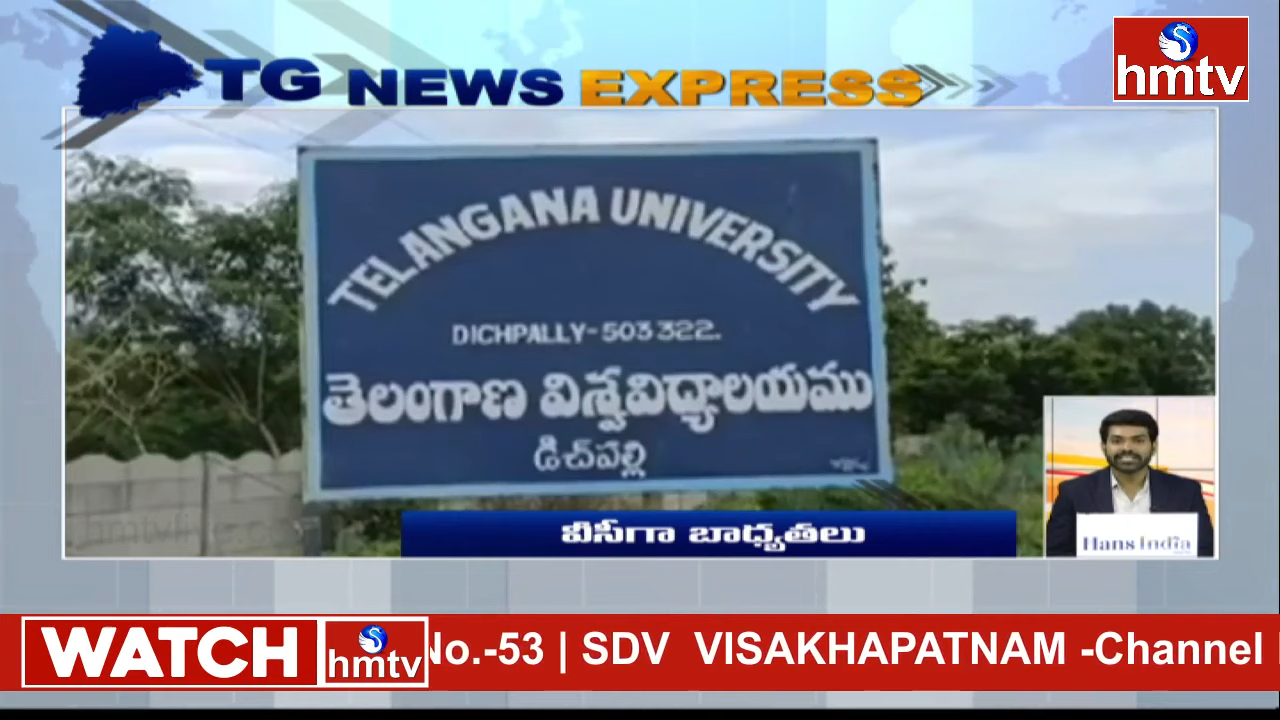 TG NEWS EXPRESS
hmtv
TELANGANA UNIVERSITY
DICHPALLY-503 322.
తెలంగాణ విశ్వవిద్యాలయము
డిచ్‌పల్లి
వీసీగా బాధ్యతలు
Hans India
WATCH hmtv No.-53 | SDV VISAKHAPATNAM -Channel